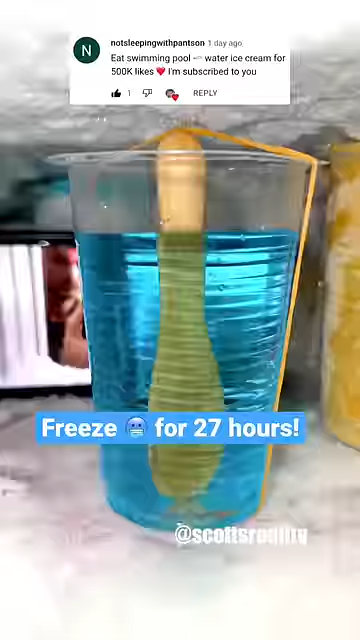 N
notsleepingwithpantson 1 day ago
Eat swimming pool 🏊 water ice cream for
500K likes ❤️ I'm subscribed to you
1
REPLY
Freeze 🥶 for 27 hours!